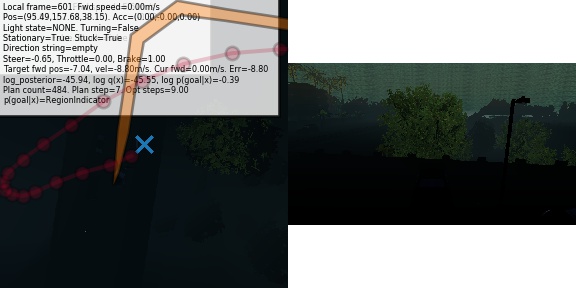 Local frame=601. Fwd speed=0.00m/s
Pos=(95.49,157.68,38.15). Acc=(0.00,-0.00,0.00)
Light state=NONE. Turning=False
Stationary=True. Stuck=True
Direction string=empty
Steer=-0.65, Throttle=0.00, Brake=1.00
Target fwd pos=-7.04, vel=-8.80m/s. Cur fwd=0.00m/s. Err=-8.80
log_posterior=-45.94, log q(x)=-45.55, log p(goal|x)=-0.39
Plan count=484. Plan step=7. Opt steps=9.00
p(goal|x)=RegionIndicator